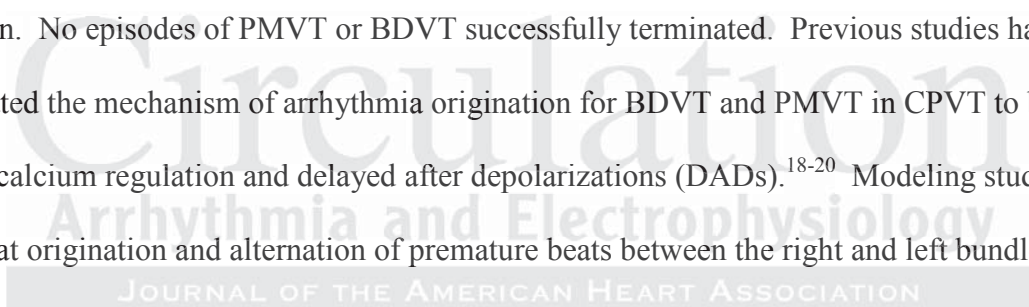 n. No episodes of PMVT or BDVT successfully terminated. Previous studies ha
ted the mechanism of arrhythmia origination for BDVT and PMVT in CPVT to
calcium regulation and delayed after depolarizations (DADs).18-20 Modeling stud
at origination and alternation of premature beats between the right and left bundl
Circulation
Arrhythmia and Electrophysiology
JOURNAL OF THE AMERICAN HEART ASSOCIATION